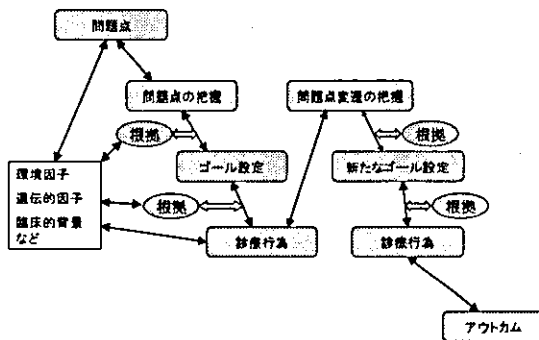 問題点
問題点の把握
問題点変遷の把握
根拠
根拠
ゴール設定
新たなゴール設定
環境因子
遺伝的因子
臨床的背景
など
根拠
根拠
診療行為
診療行為
アウトカム